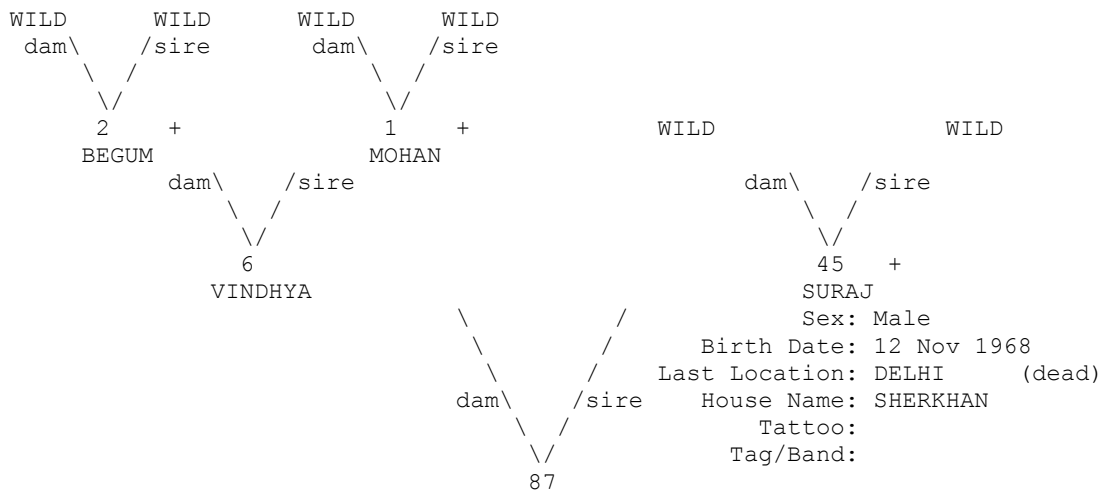 WILD WILD WILD WILD
dam\ /sire dam\ /sire
\ / \ /
\ / \ /
\/ \/
2 + 1 + WILD WILD
BEGUM MOHAN
dam\ /sire dam\ /sire
\ / \ /
\ / \ /
\/ \/
6 45 +
VINDHYA SURAJ
\ / Sex: Male
\ / Birth Date: 12 Nov 1968
\ / Last Location: DELHI (dead)
dam\ /sire House Name: SHERKHAN
\ / Tattoo:
\/ Tag/Band:
87